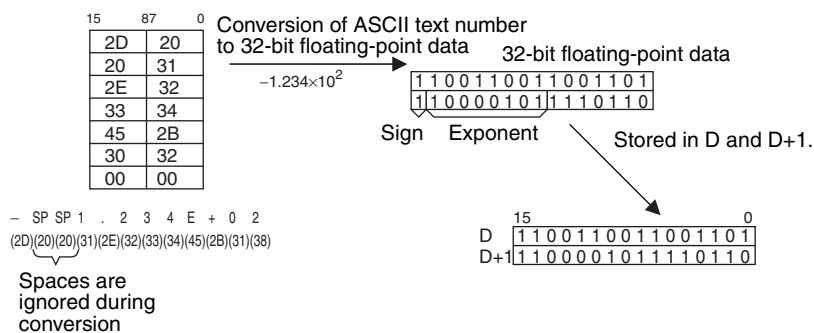 15 87 0
2D 20
20 31
2E 32
33 34
45 2B
30 32
00 00
Conversion of ASCII text number
to 32-bit floating-point data
−1.234×10²
32-bit floating-point data
1 1 0 0 1 1 0 0 1 1 0 0 1 1 0 1
1 1 0 0 0 0 1 0 1 1 1 1 0 1 1 0
Sign Exponent
Stored in D and D+1.
− SP SP 1 . 2 3 4 E + 0 2
(2D)(20)(20)(31)(2E)(32)(33)(34)(45)(2B)(31)(38)
Spaces are
ignored during
conversion
15 0
D 1 1 0 0 1 1 0 0 1 1 0 0 1 1 0 1
D+1 1 1 0 0 0 0 1 0 1 1 1 1 0 1 1 0